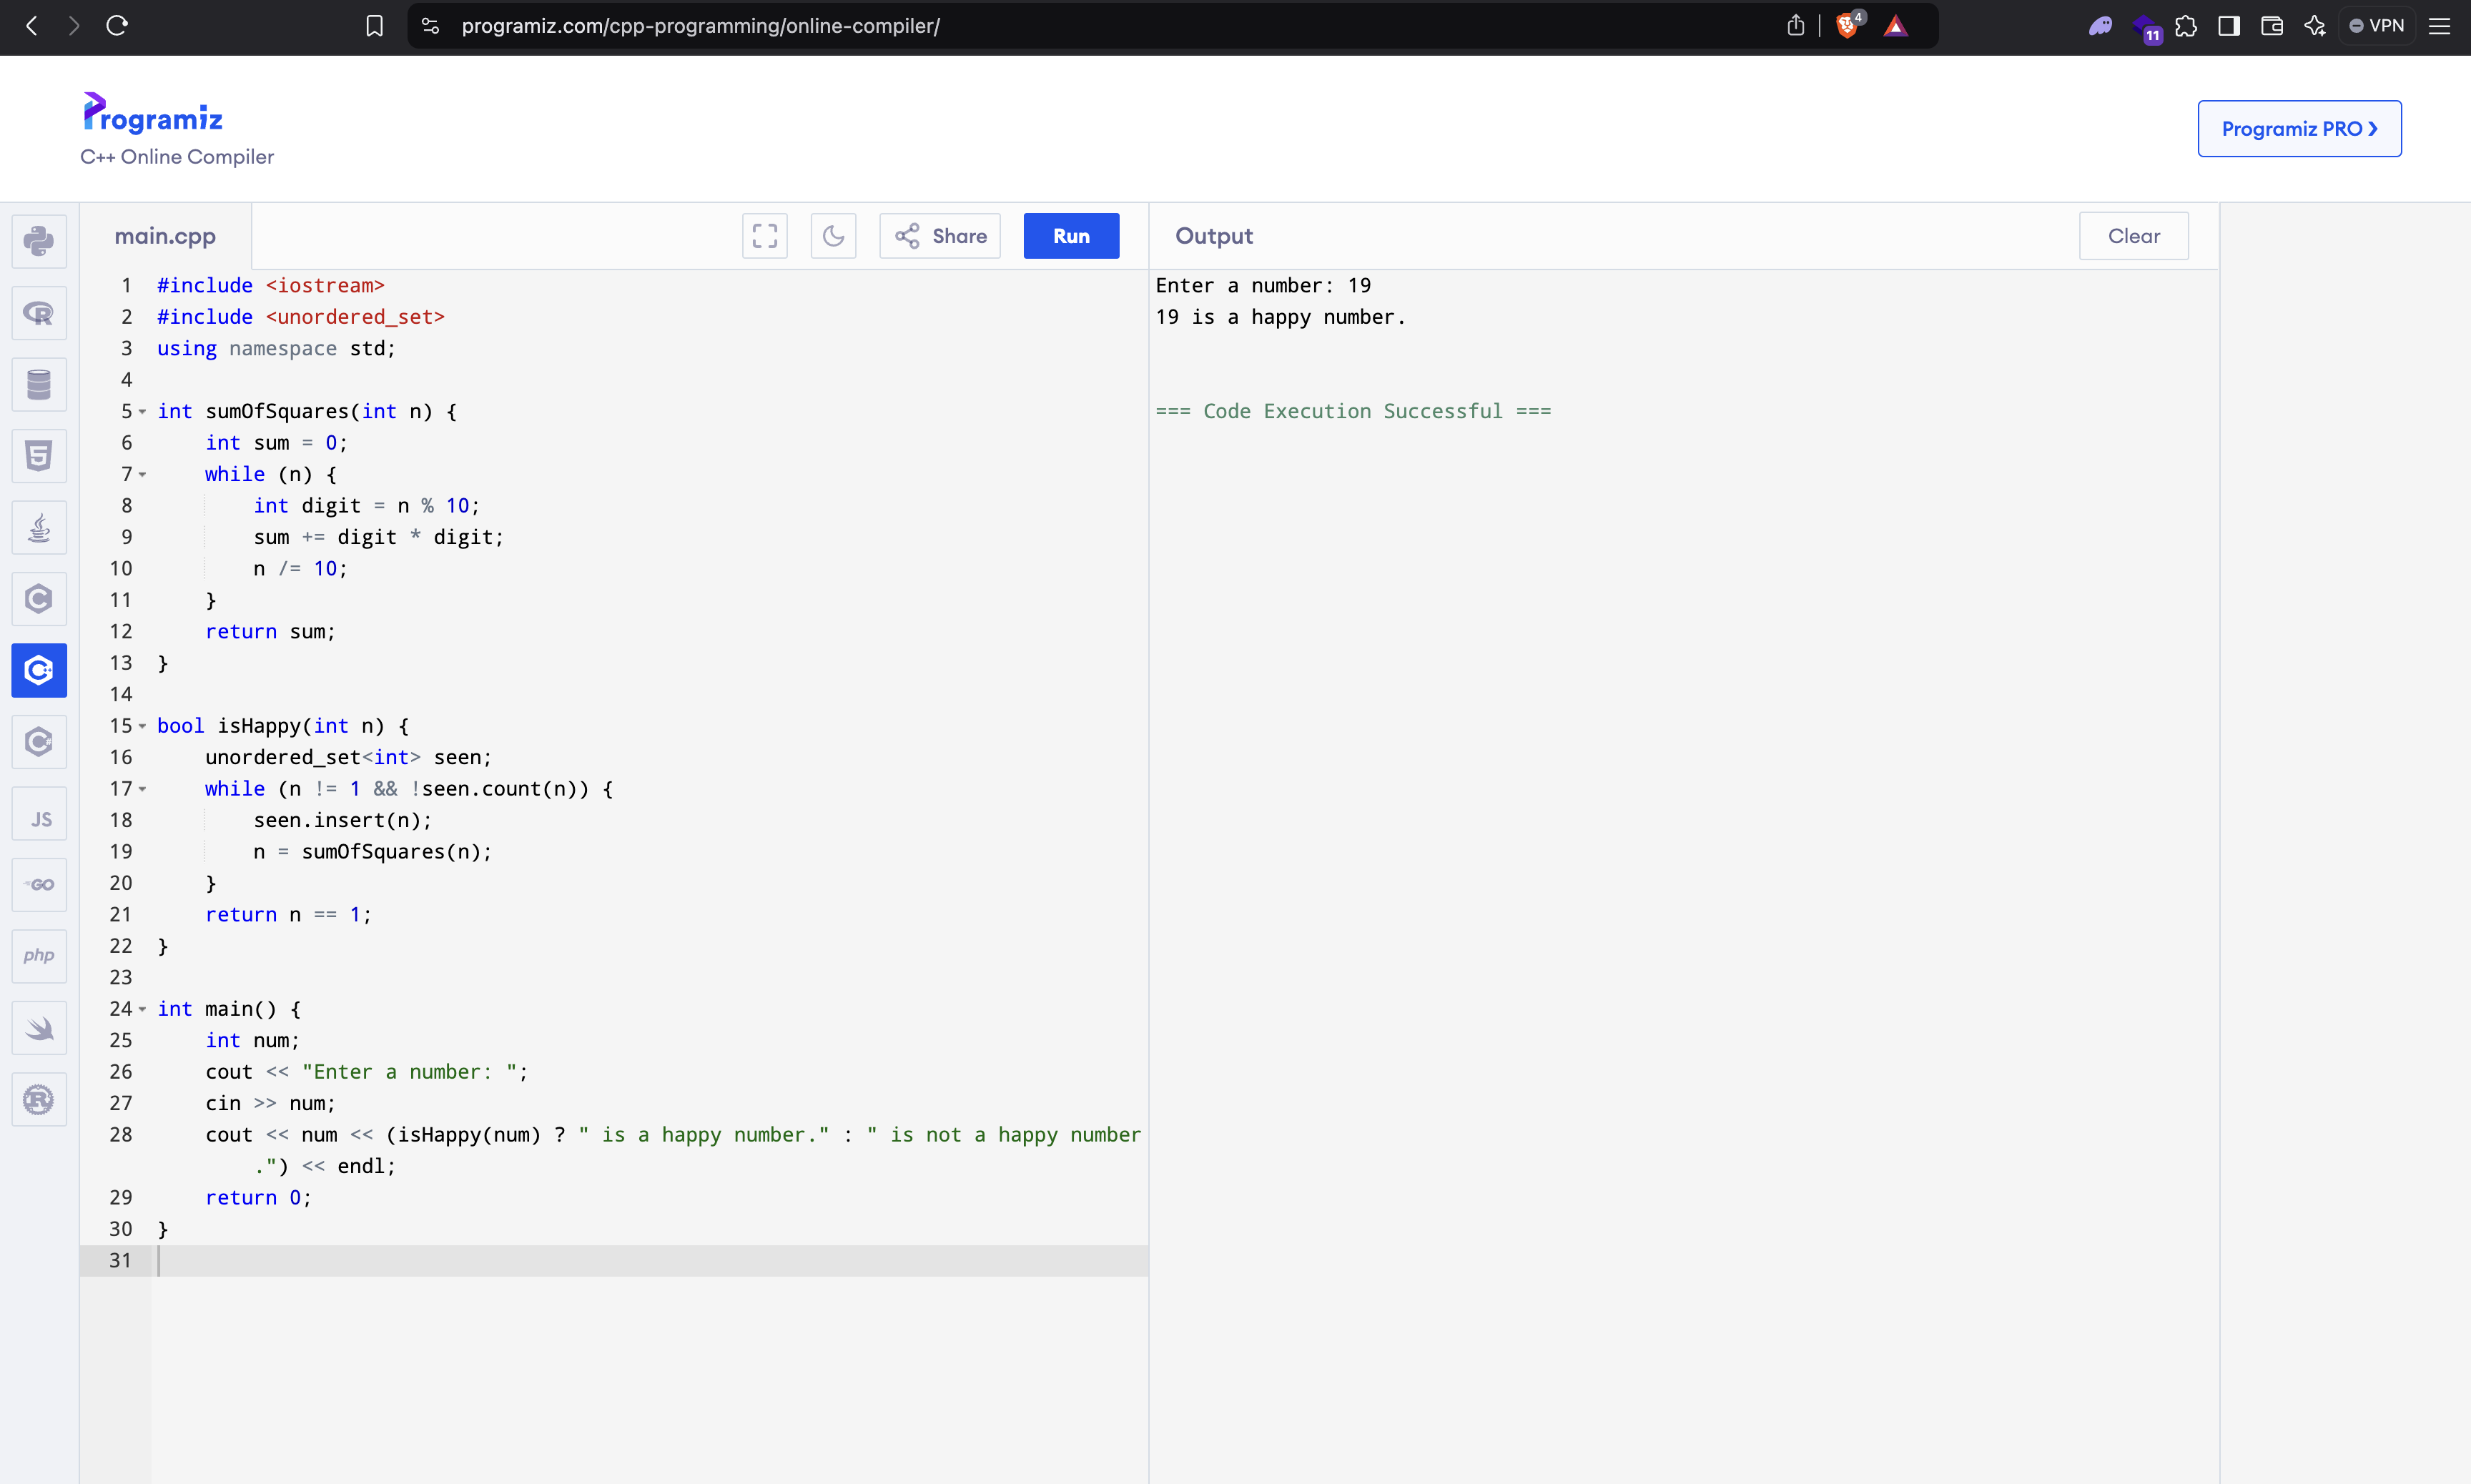 programiz.com/cpp-programming/online-compiler/
4
11
VPN
Programiz
C++ Online Compiler
Programiz PRO ❯
main.cpp
Share
Run
Output
Clear
1 #include <iostream>
2 #include <unordered_set>
3 using namespace std;
4
5 int sumOfSquares(int n) {
6     int sum = 0;
7     while (n) {
8         int digit = n % 10;
9         sum += digit * digit;
10         n /= 10;
11     }
12     return sum;
13 }
14
15 bool isHappy(int n) {
16     unordered_set<int> seen;
17     while (n != 1 && !seen.count(n)) {
18         seen.insert(n);
19         n = sumOfSquares(n);
20     }
21     return n == 1;
22 }
23
24 int main() {
25     int num;
26     cout << "Enter a number: ";
27     cin >> num;
28     cout << num << (isHappy(num) ? " is a happy number." : " is not a happy number
        .") << endl;
29     return 0;
30 }
31
Enter a number: 19
19 is a happy number.
=== Code Execution Successful ===
R
5
C
C++
C#
JS
GO
php
R